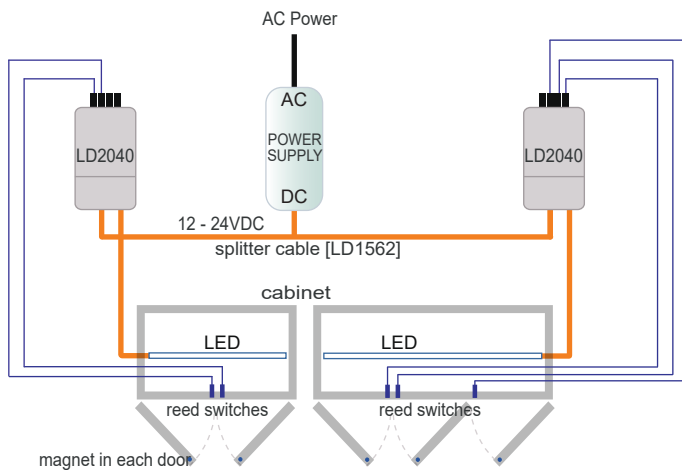 AC Power
AC
POWER
SUPPLY
DC
LD2040
LD2040
12 - 24VDC
splitter cable [LD1562]
cabinet
LED
LED
reed switches
reed switches
magnet in each door